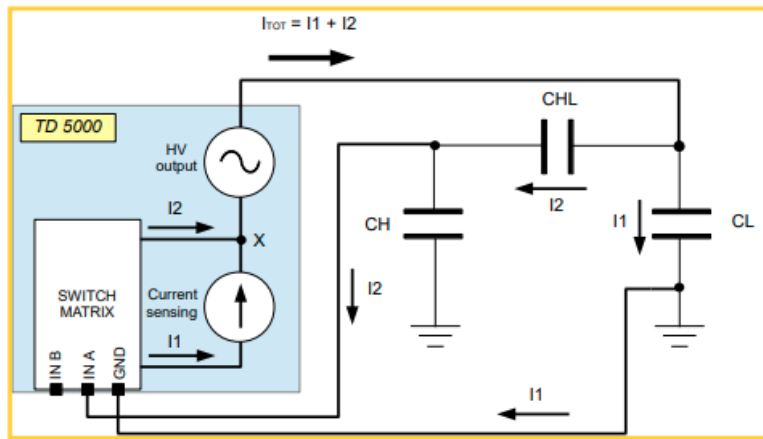 ITOT = I1 + I2
TD 5000
HV
output
CHL
I2
I2
X
CH
I1
CL
SWITCH
MATRIX
Current
sensing
I2
I1
IN B
IN A
GND
I1